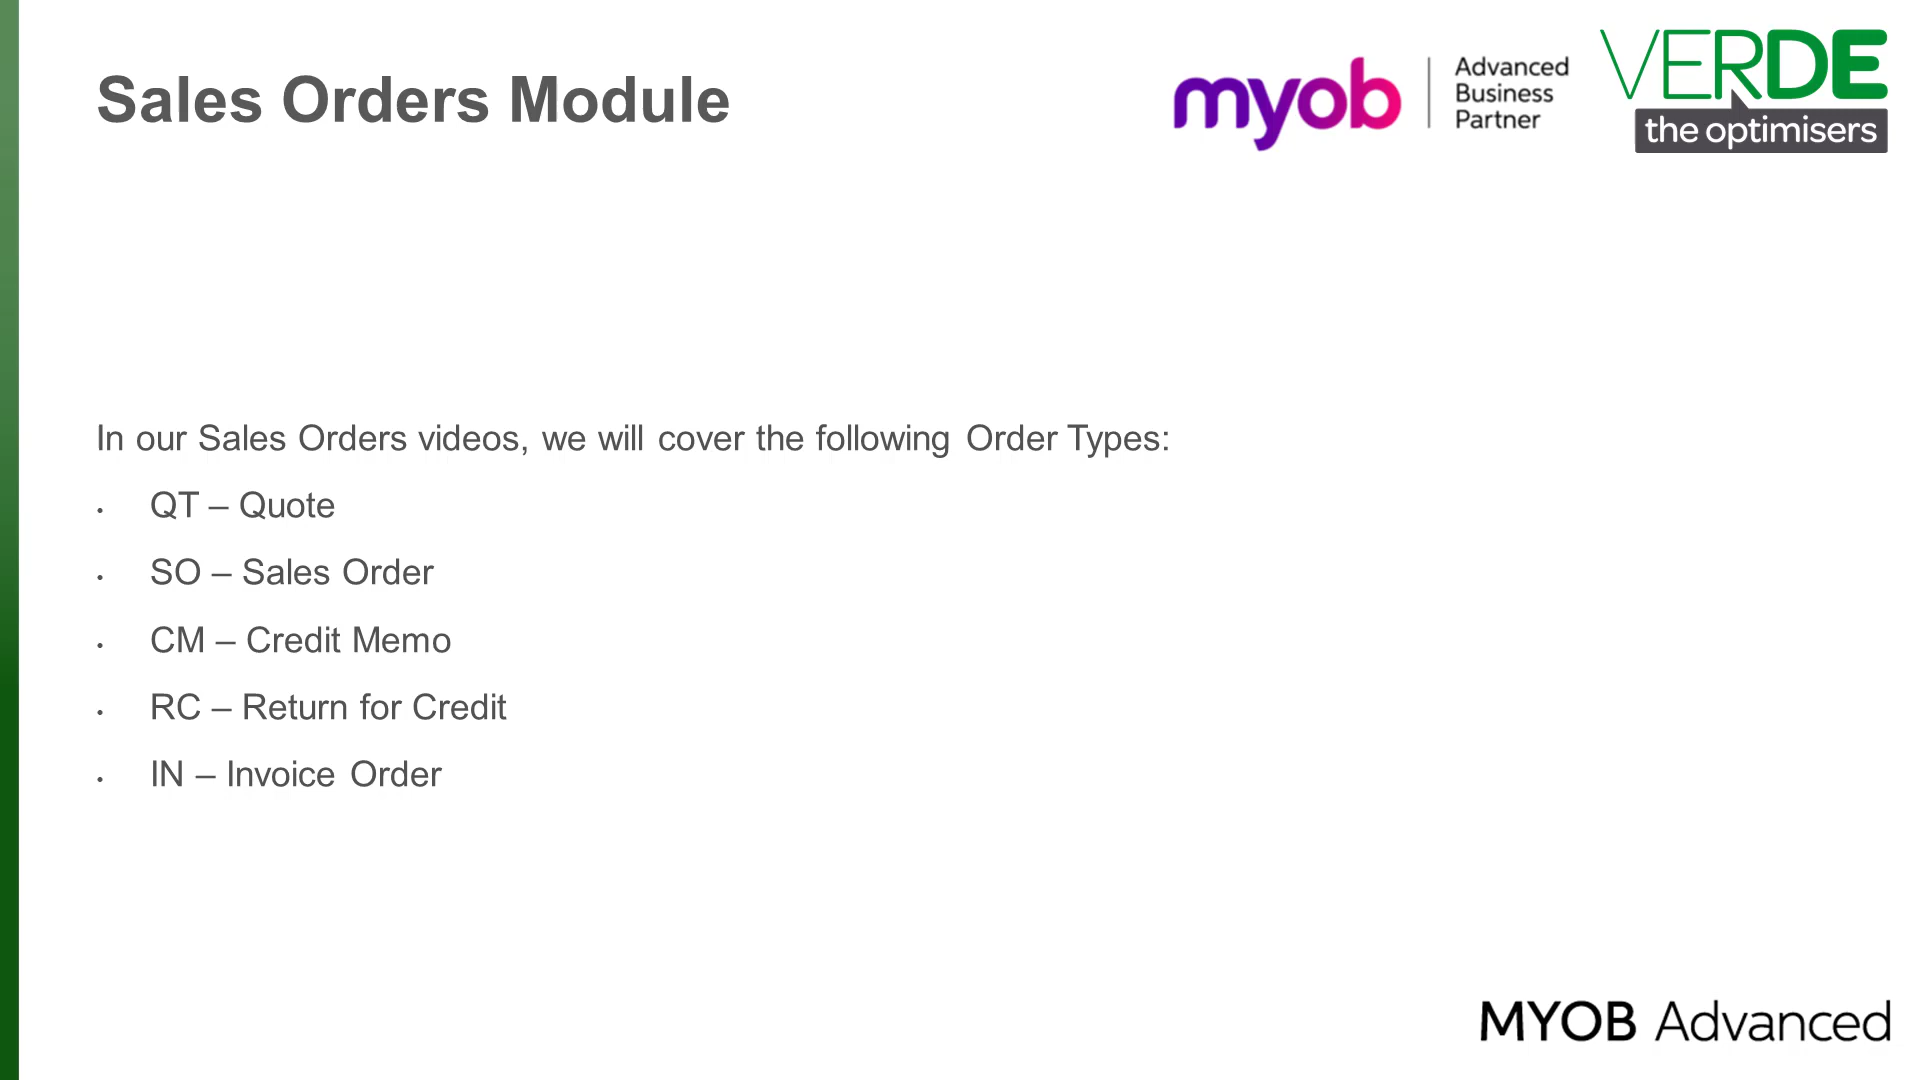 Sales Orders Module
myob
Advanced
Business
Partner
VERDE
the optimisers
In our Sales Orders videos, we will cover the following Order Types:
• QT – Quote
• SO – Sales Order
• CM – Credit Memo
• RC – Return for Credit
• IN – Invoice Order
MYOB Advanced